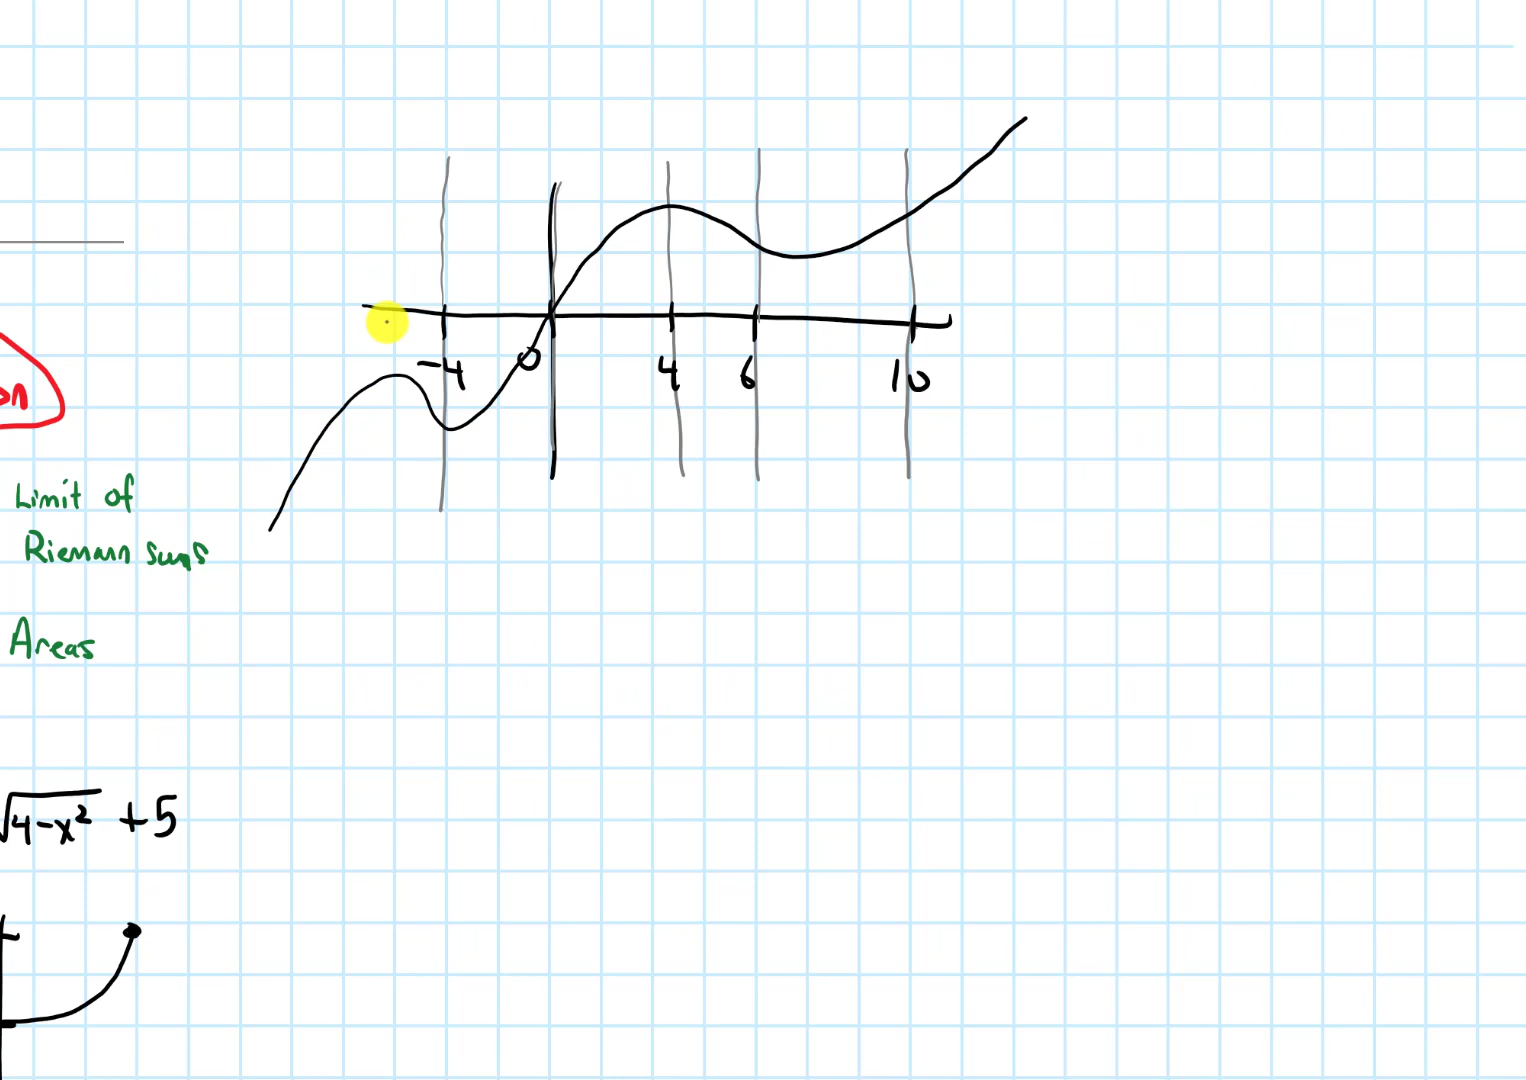 -4 0 4 6 10
on
Limit of
Riemann sums
Areas
√4-x² +5